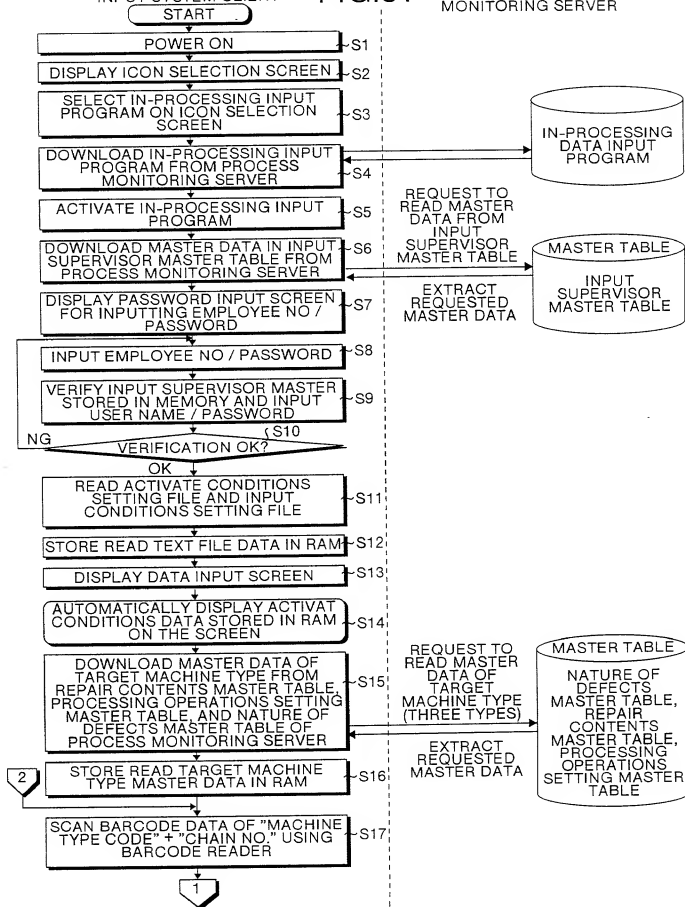 INPUT SYSTEM CLIENT
MONITORING SERVER
START
POWER ON
S1
DISPLAY ICON SELECTION SCREEN
S2
SELECT IN-PROCESSING INPUT
PROGRAM ON ICON SELECTION
SCREEN
S3
DOWNLOAD IN-PROCESSING INPUT
PROGRAM FROM PROCESS
MONITORING SERVER
S4
IN-PROCESSING
DATA INPUT
PROGRAM
ACTIVATE IN-PROCESSING INPUT
PROGRAM
S5
DOWNLOAD MASTER DATA IN INPUT
SUPERVISOR MASTER TABLE FROM
PROCESS MONITORING SERVER
S6
REQUEST TO
READ MASTER
DATA FROM
INPUT
SUPERVISOR
MASTER TABLE
EXTRACT
REQUESTED
MASTER DATA
MASTER TABLE
INPUT
SUPERVISOR
MASTER TABLE
DISPLAY PASSWORD INPUT SCREEN
FOR INPUTTING EMPLOYEE NO /
PASSWORD
S7
INPUT EMPLOYEE NO / PASSWORD
S8
VERIFY INPUT SUPERVISOR MASTER
STORED IN MEMORY AND INPUT
USER NAME / PASSWORD
S9
S10
NG
VERIFICATION OK?
OK
READ ACTIVATE CONDITIONS
SETTING FILE AND INPUT
CONDITIONS SETTING FILE
S11
STORE READ TEXT FILE DATA IN RAM
S12
DISPLAY DATA INPUT SCREEN
S13
AUTOMATICALLY DISPLAY ACTIVAT
CONDITIONS DATA STORED IN RAM
ON THE SCREEN
S14
DOWNLOAD MASTER DATA OF
TARGET MACHINE TYPE FROM
REPAIR CONTENTS MASTER TABLE,
PROCESSING OPERATIONS SETTING
MASTER TABLE, AND NATURE OF
DEFECTS MASTER TABLE OF
PROCESS MONITORING SERVER
S15
REQUEST TO
READ MASTER
DATA OF
TARGET
MACHINE TYPE
(THREE TYPES)
EXTRACT
REQUESTED
MASTER DATA
MASTER TABLE
NATURE OF
DEFECTS
MASTER TABLE,
REPAIR
CONTENTS
MASTER TABLE,
PROCESSING
OPERATIONS
SETTING MASTER
TABLE
2
STORE READ TARGET MACHINE
TYPE MASTER DATA IN RAM
S16
SCAN BARCODE DATA OF "MACHINE
TYPE CODE" + "CHAIN NO." USING
BARCODE READER
S17
1